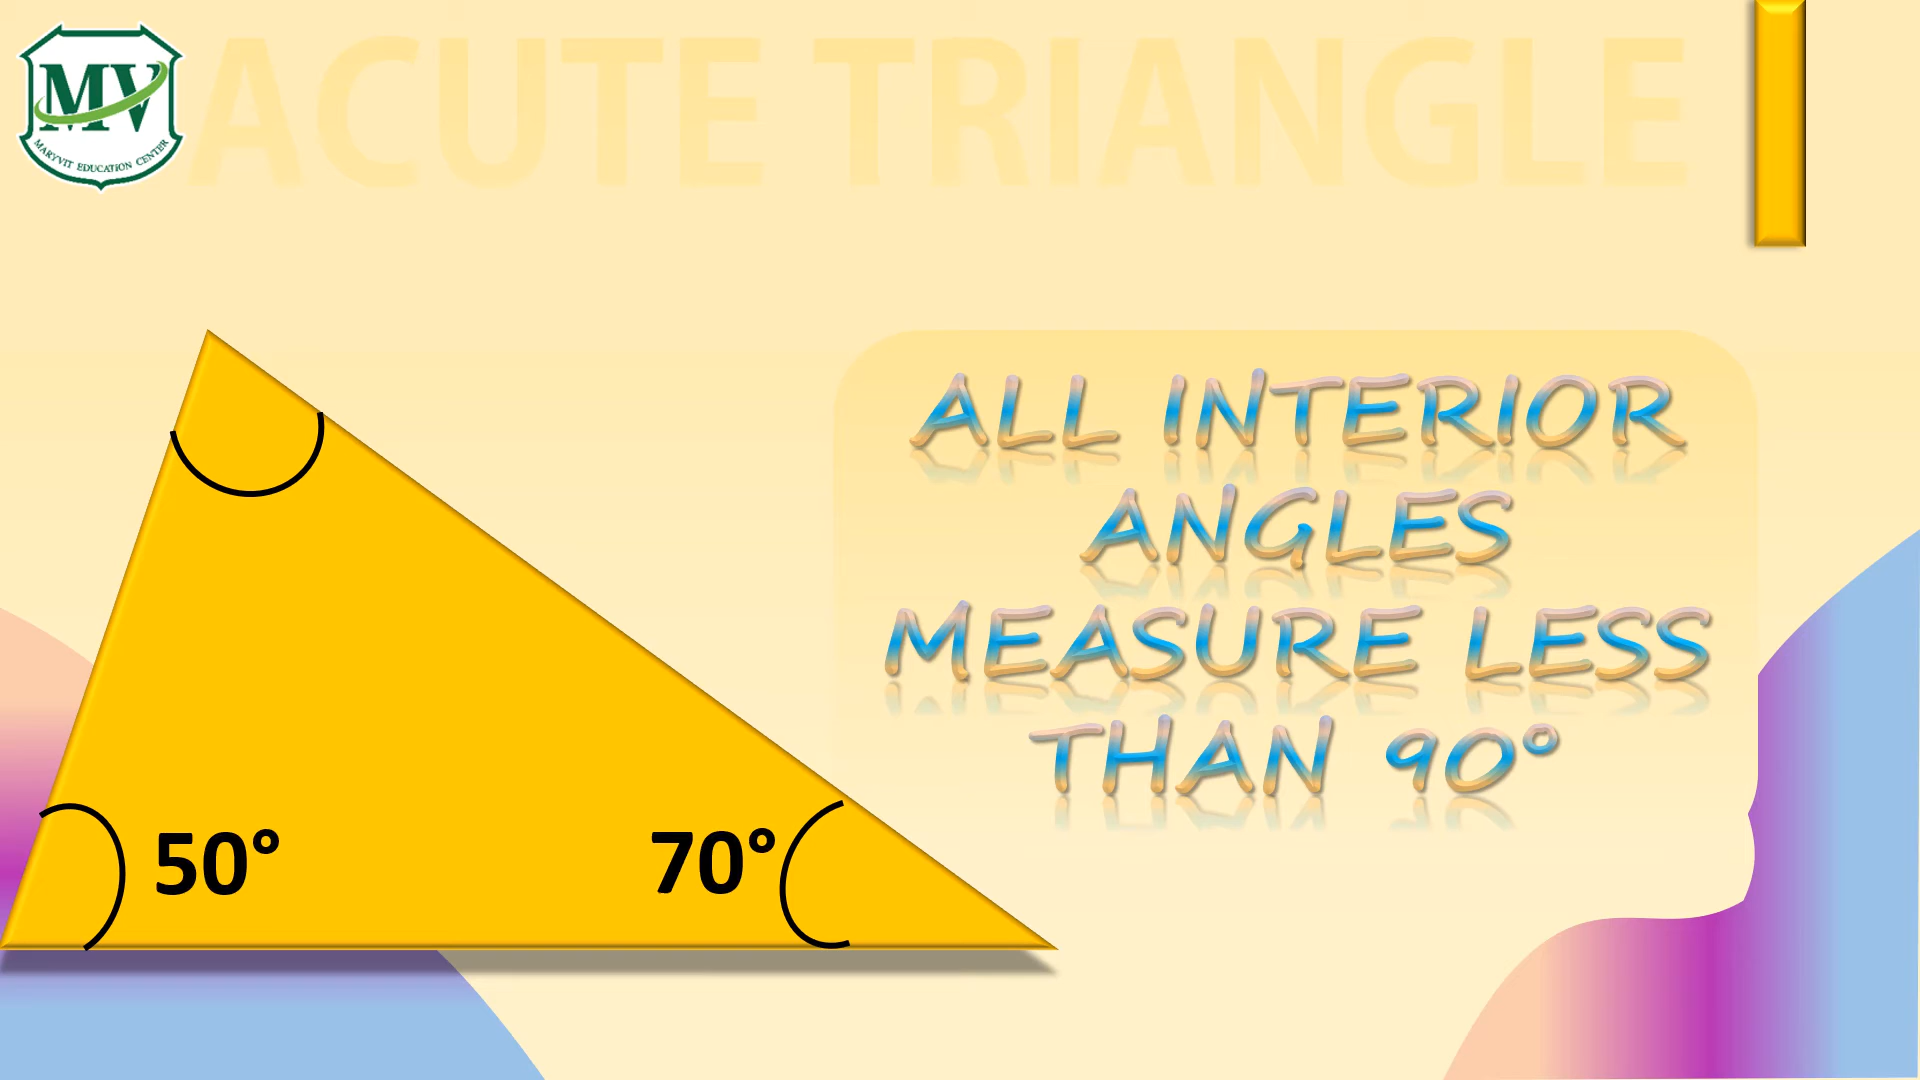 ACUTE TRIANGLE
MV
MARYVIT EDUCATION CENTER
ALL INTERIOR
ANGLES
MEASURE LESS
THAN 90°
50°
70°